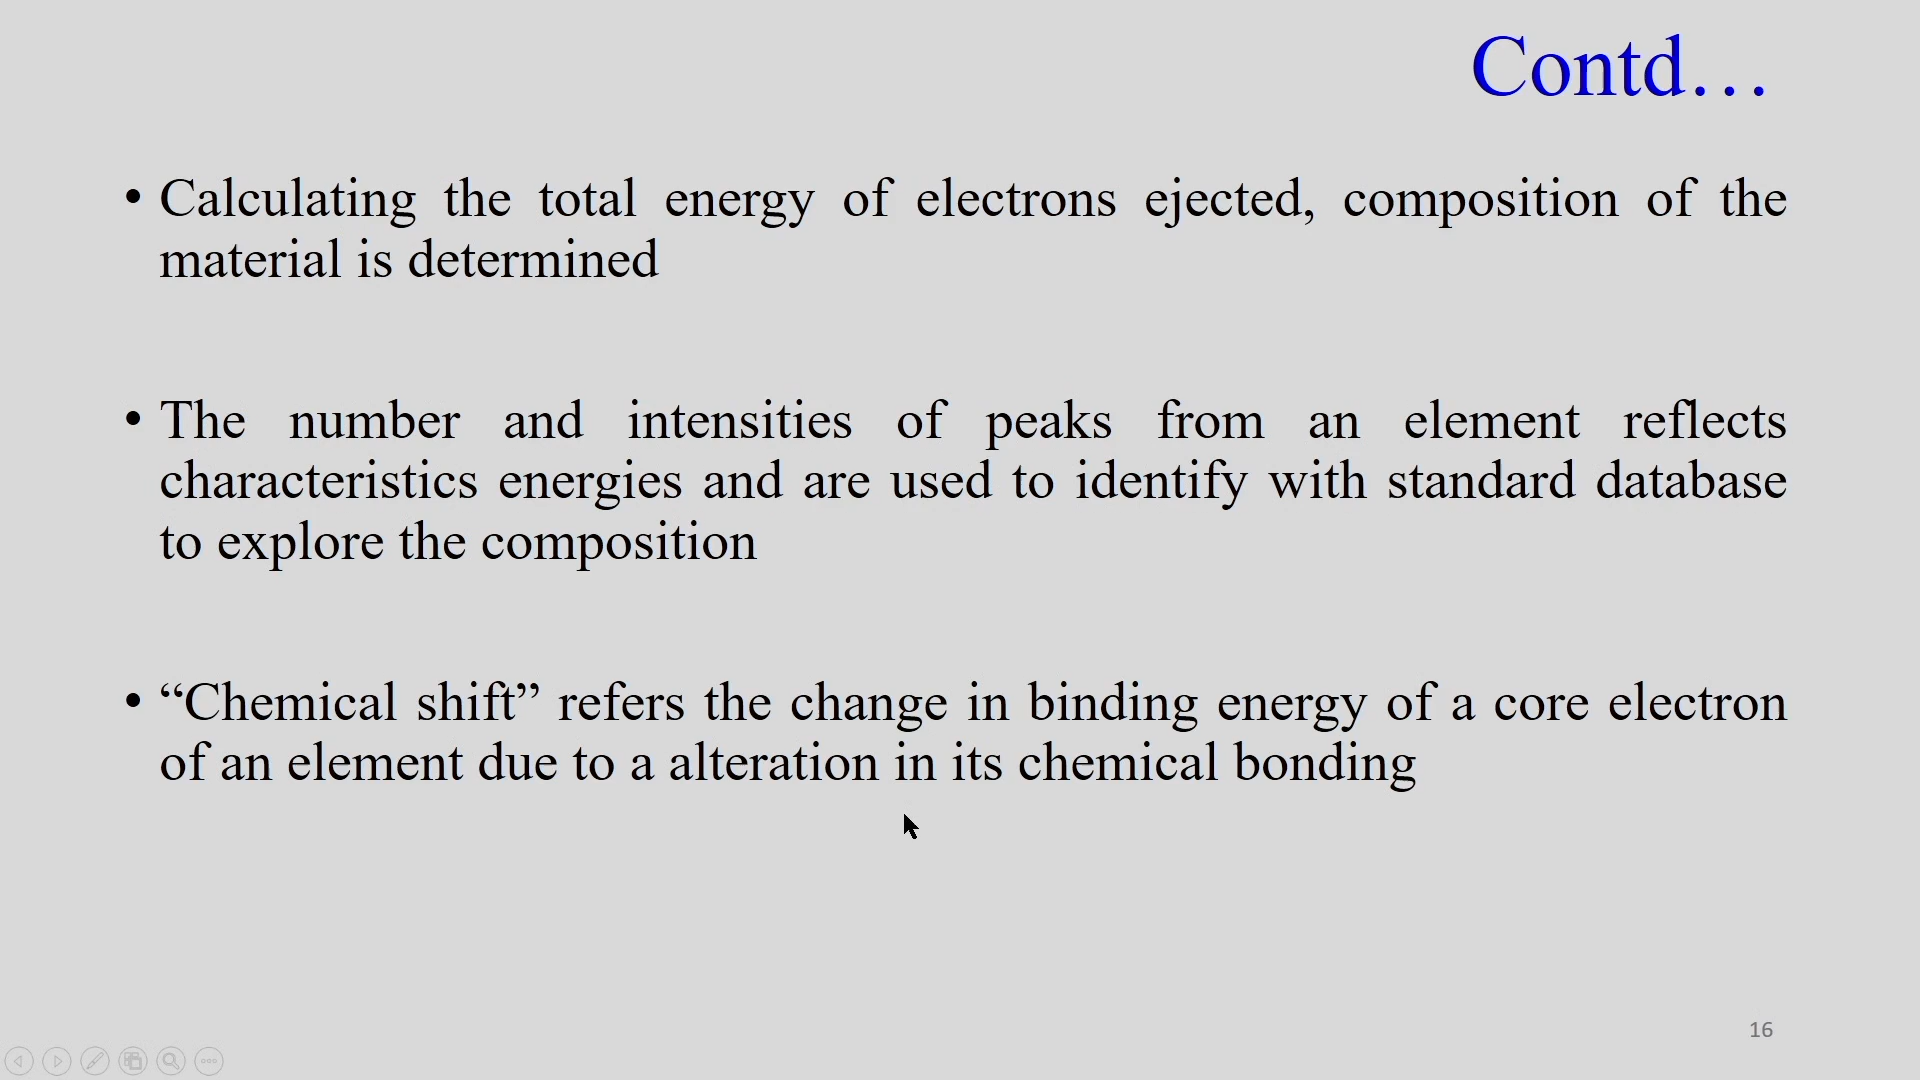 Contd…
• Calculating the total energy of electrons ejected, composition of the
material is determined
• The number and intensities of peaks from an element reflects
characteristics energies and are used to identify with standard database
to explore the composition
• “Chemical shift” refers the change in binding energy of a core electron
of an element due to a alteration in its chemical bonding
16